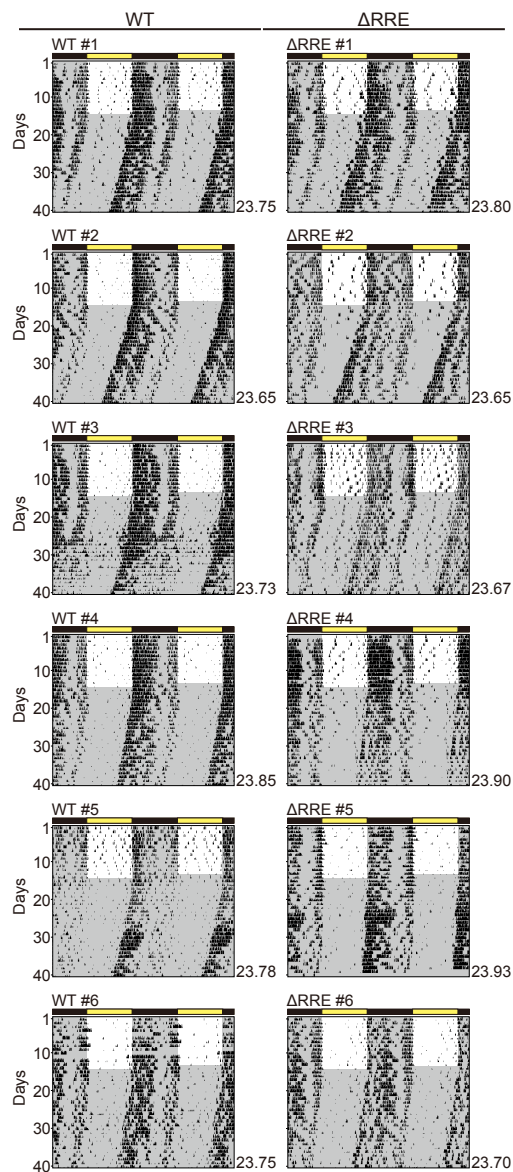 WT ΔRRE
WT #1 ΔRRE #1
1
10
20
30
40
Days
23.75 23.80
WT #2 ΔRRE #2
1
10
20
30
40
Days
23.65 23.65
WT #3 ΔRRE #3
1
10
20
30
40
Days
23.73 23.67
WT #4 ΔRRE #4
1
10
20
30
40
Days
23.85 23.90
WT #5 ΔRRE #5
1
10
20
30
40
Days
23.78 23.93
WT #6 ΔRRE #6
1
10
20
30
40
Days
23.75 23.70